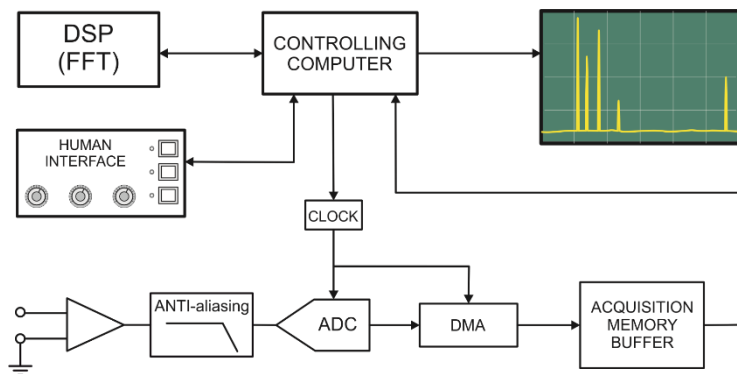 DSP
(FFT)
CONTROLLING
COMPUTER
HUMAN
INTERFACE
CLOCK
ANTI-aliasing
ADC
DMA
ACQUISITION
MEMORY
BUFFER